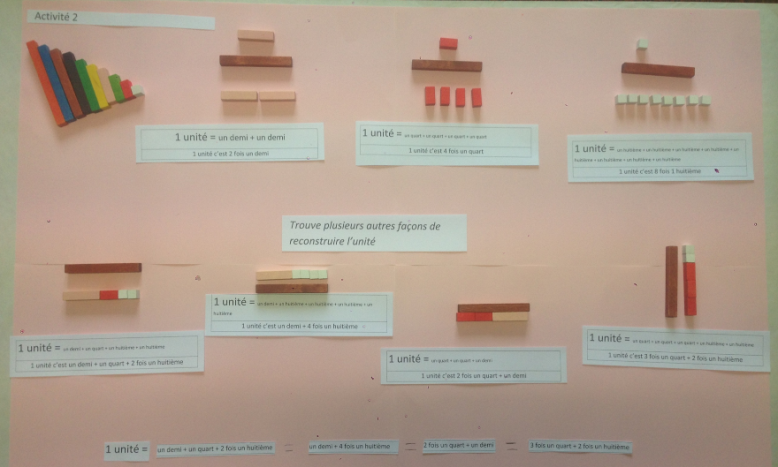 Activité 2
1 unité = un demi + un demi
1 unité c'est 2 fois un demi
1 unité = un quart + un quart + un quart + un quart
1 unité c'est 4 fois un quart
1 unité = un huitième + un huitième + un huitième + un huitième + un
huitième + un huitième + un huitième + un huitième
1 unité c'est 8 fois 1 huitième
Trouve plusieurs autres façons de
reconstruire l'unité
1 unité = un demi + un quart + un huitième + un huitième
1 unité c'est un demi + un quart + 2 fois un huitième
1 unité = un demi + un huitième + un huitième + un huitième + un
huitième
1 unité c'est un demi + 4 fois un huitième
1 unité = un quart + un quart + un demi
1 unité c'est 2 fois un quart + un demi
1 unité = un quart + un quart + un quart + un huitième + un huitième
1 unité c'est 3 fois un quart + 2 fois un huitième
1 unité = un demi + un quart + 2 fois un huitième = un demi + 4 fois un huitième = 2 fois un quart + un demi = 3 fois un quart + 2 fois un huitième